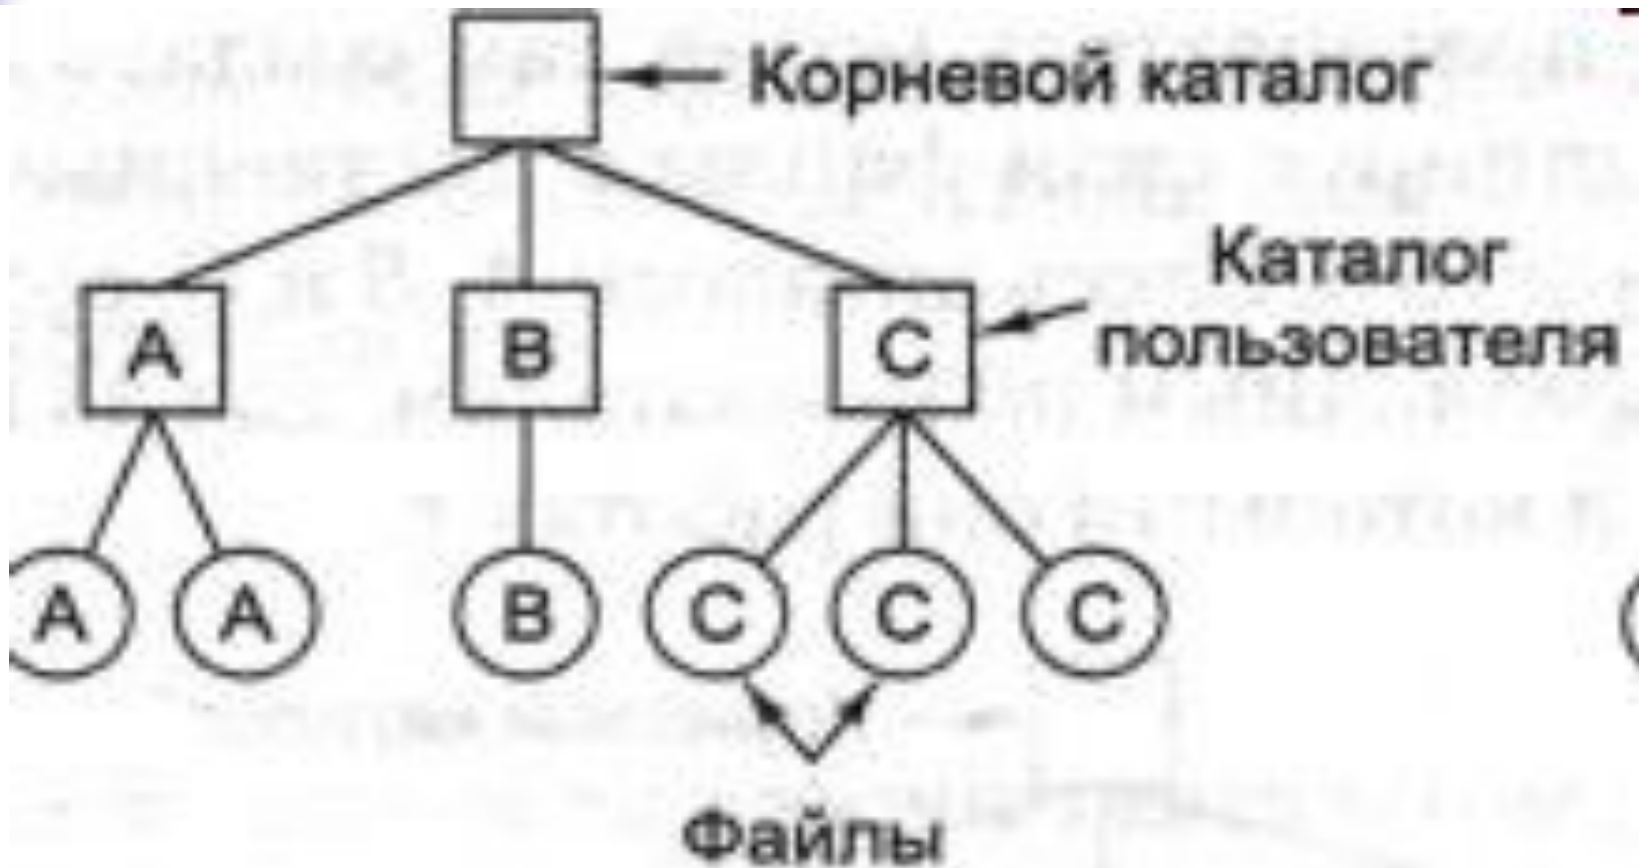 Корневой каталог
Каталог
пользователя
A B C
A A B C C C
Файлы